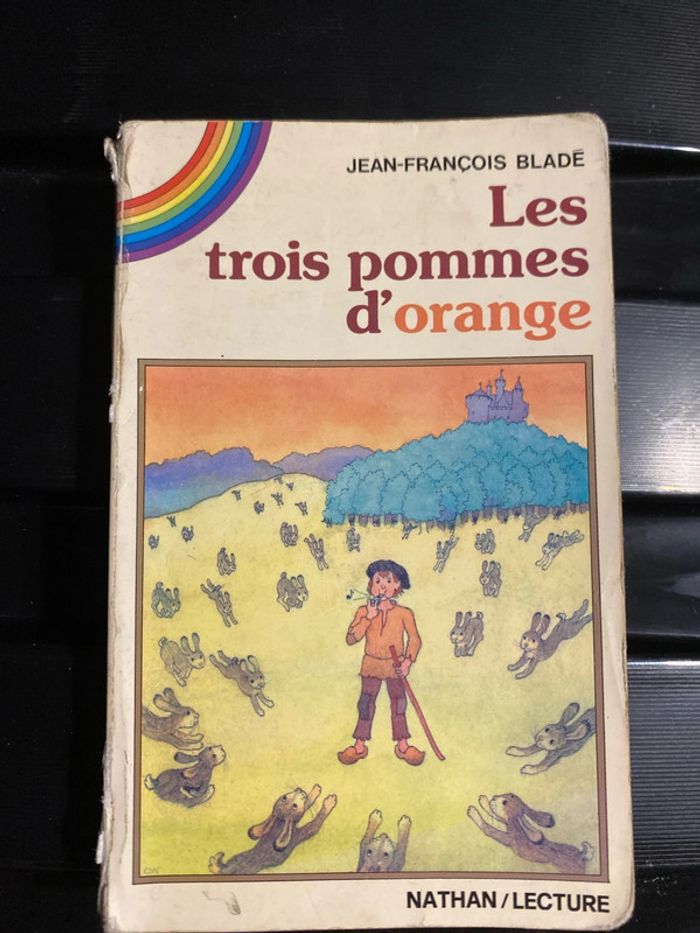 JEAN-FRANÇOIS BLADÉ
Les
trois pommes
d'orange
NATHAN/LECTURE